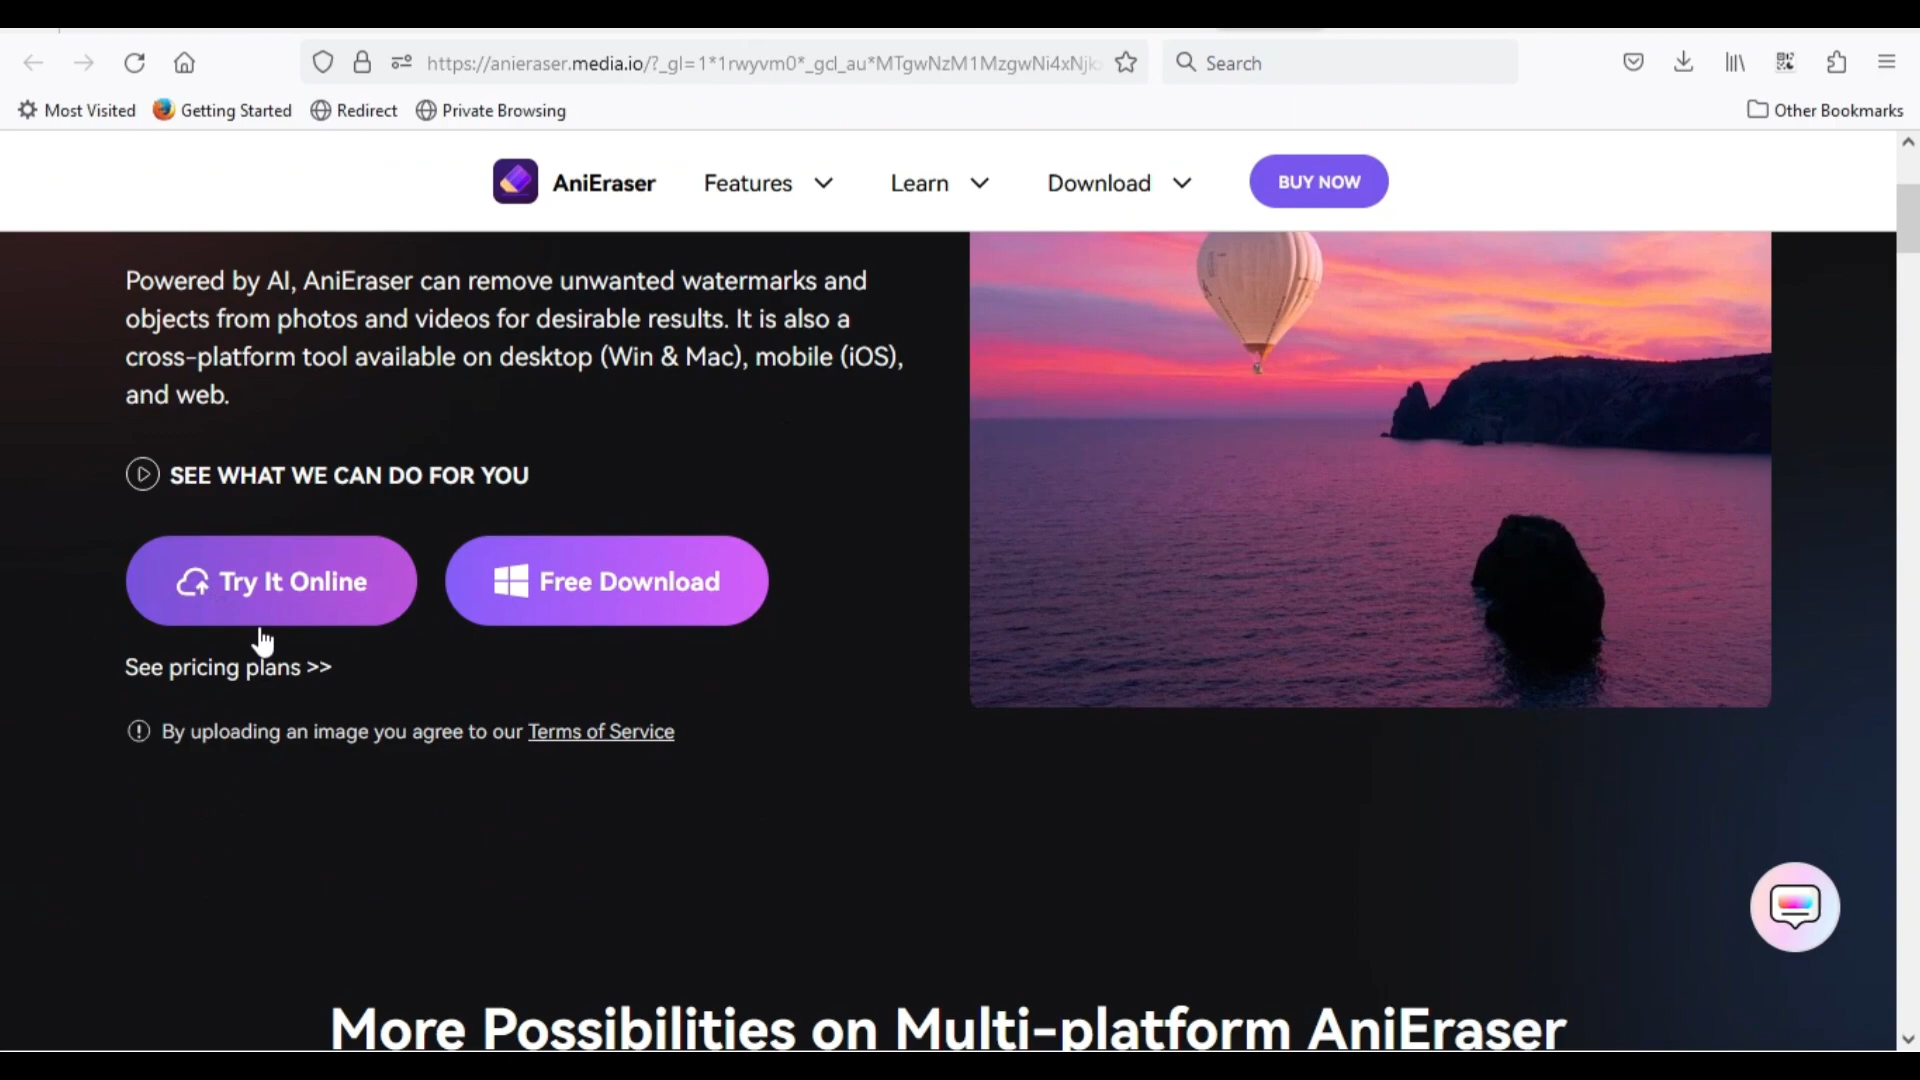 https://anieraser.media.io/?_gl=1*1rwyvm0*_gcl_au*MTgwNzM1MzgwNi4xNjk
Search
Most Visited
Getting Started
Redirect
Private Browsing
Other Bookmarks
AniEraser
Features
Learn
Download
BUY NOW
Powered by AI, AniEraser can remove unwanted watermarks and
objects from photos and videos for desirable results. It is also a
cross-platform tool available on desktop (Win & Mac), mobile (iOS),
and web.
SEE WHAT WE CAN DO FOR YOU
Try It Online
Free Download
See pricing plans >>
By uploading an image you agree to our Terms of Service
More Possibilities on Multi-platform AniEraser